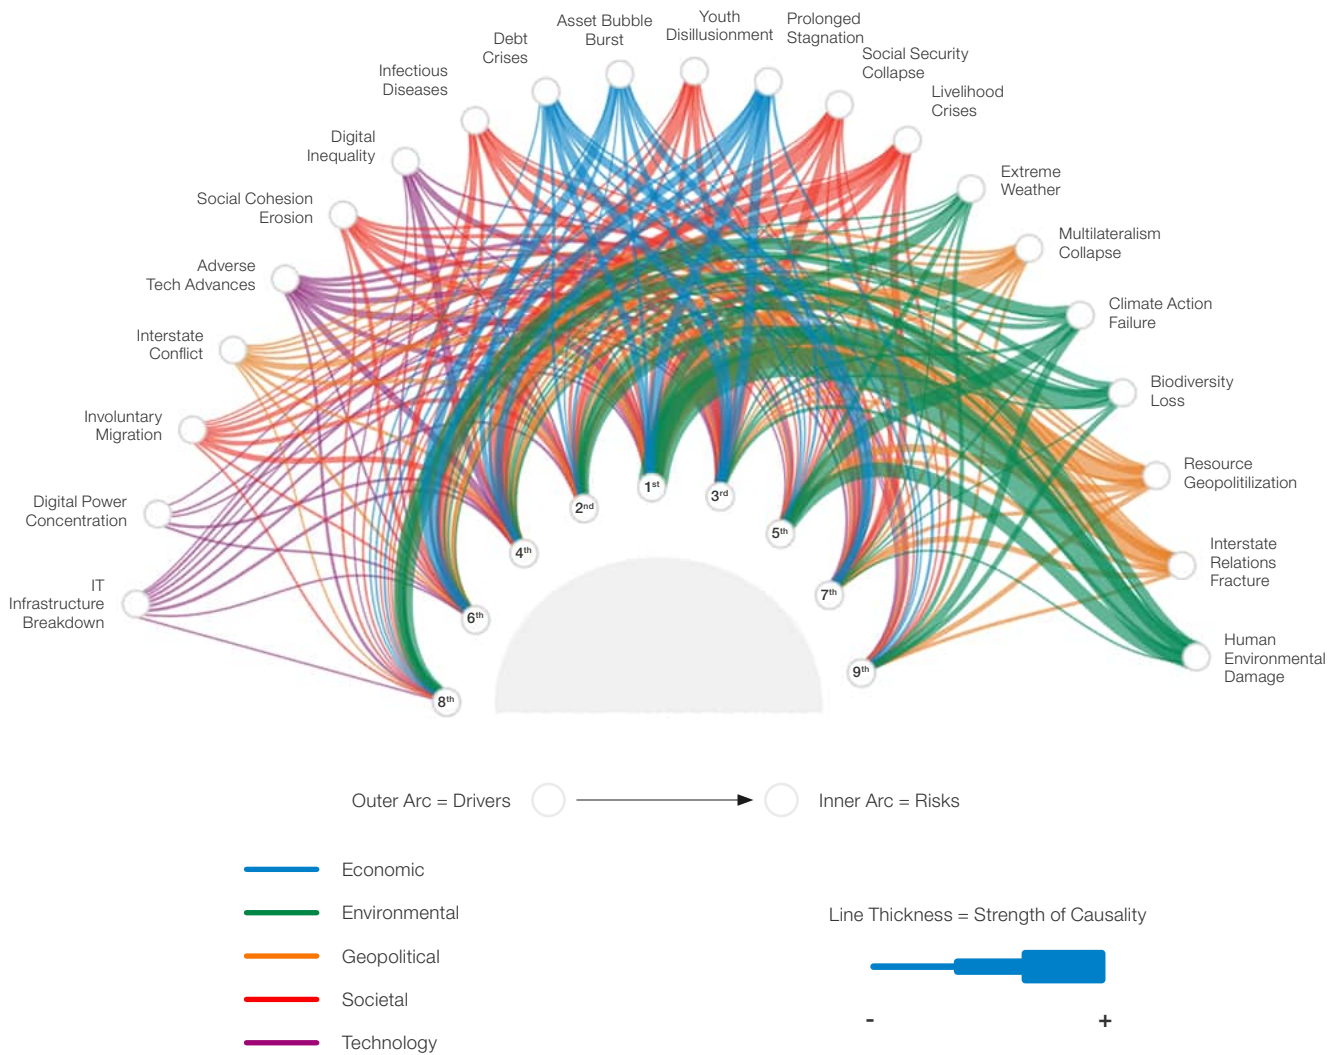 Asset Bubble
Burst
Youth
Disillusionment
Prolonged
Stagnation
Debt
Crises
Social Security
Collapse
Infectious
Diseases
Livelihood
Crises
Digital
Inequality
Extreme
Weather
Social Cohesion
Erosion
Multilateralism
Collapse
Adverse
Tech Advances
Climate Action
Failure
Interstate
Conflict
Biodiversity
Loss
Involuntary
Migration
Resource
Geopolitilization
Digital Power
Concentration
Interstate
Relations
Fracture
IT
Infrastructure
Breakdown
Human
Environmental
Damage
1st
2nd
3rd
4th
5th
6th
7th
8th
9th
Outer Arc = Drivers
Inner Arc = Risks
Economic
Environmental
Geopolitical
Societal
Technology
Line Thickness = Strength of Causality
- +